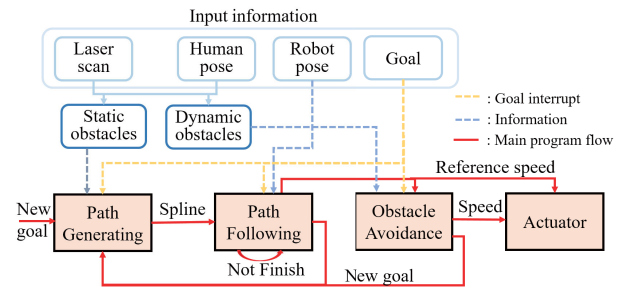 Input information
Laser
scan
Human
pose
Robot
pose
Goal
Static
obstacles
Dynamic
obstacles
: Goal interrupt
: Information
: Main program flow
Reference speed
New
goal
Path
Generating
Spline
Path
Following
Obstacle
Avoidance
Speed
Actuator
Not Finish
New goal